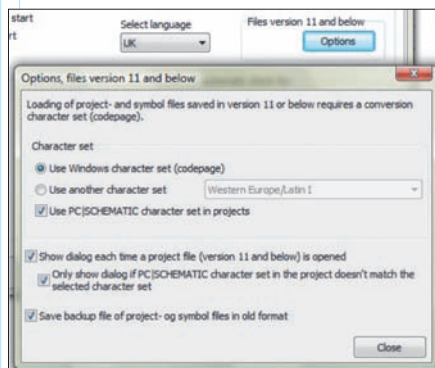 start
rt
Select language
UK
Files version 11 and below
Options
Options, files version 11 and below
Loading of project- and symbol files saved in version 11 or below requires a conversion
character set (codepage).
Character set
Use Windows character set (codepage)
Use another character set
Western Europe/Latin I
Use PC|SCHEMATIC character set in projects
Show dialog each time a project file (version 11 and below) is opened
Only show dialog if PC|SCHEMATIC character set in the project doesn't match the
selected character set
Save backup file of project- og symbol files in old format
Close